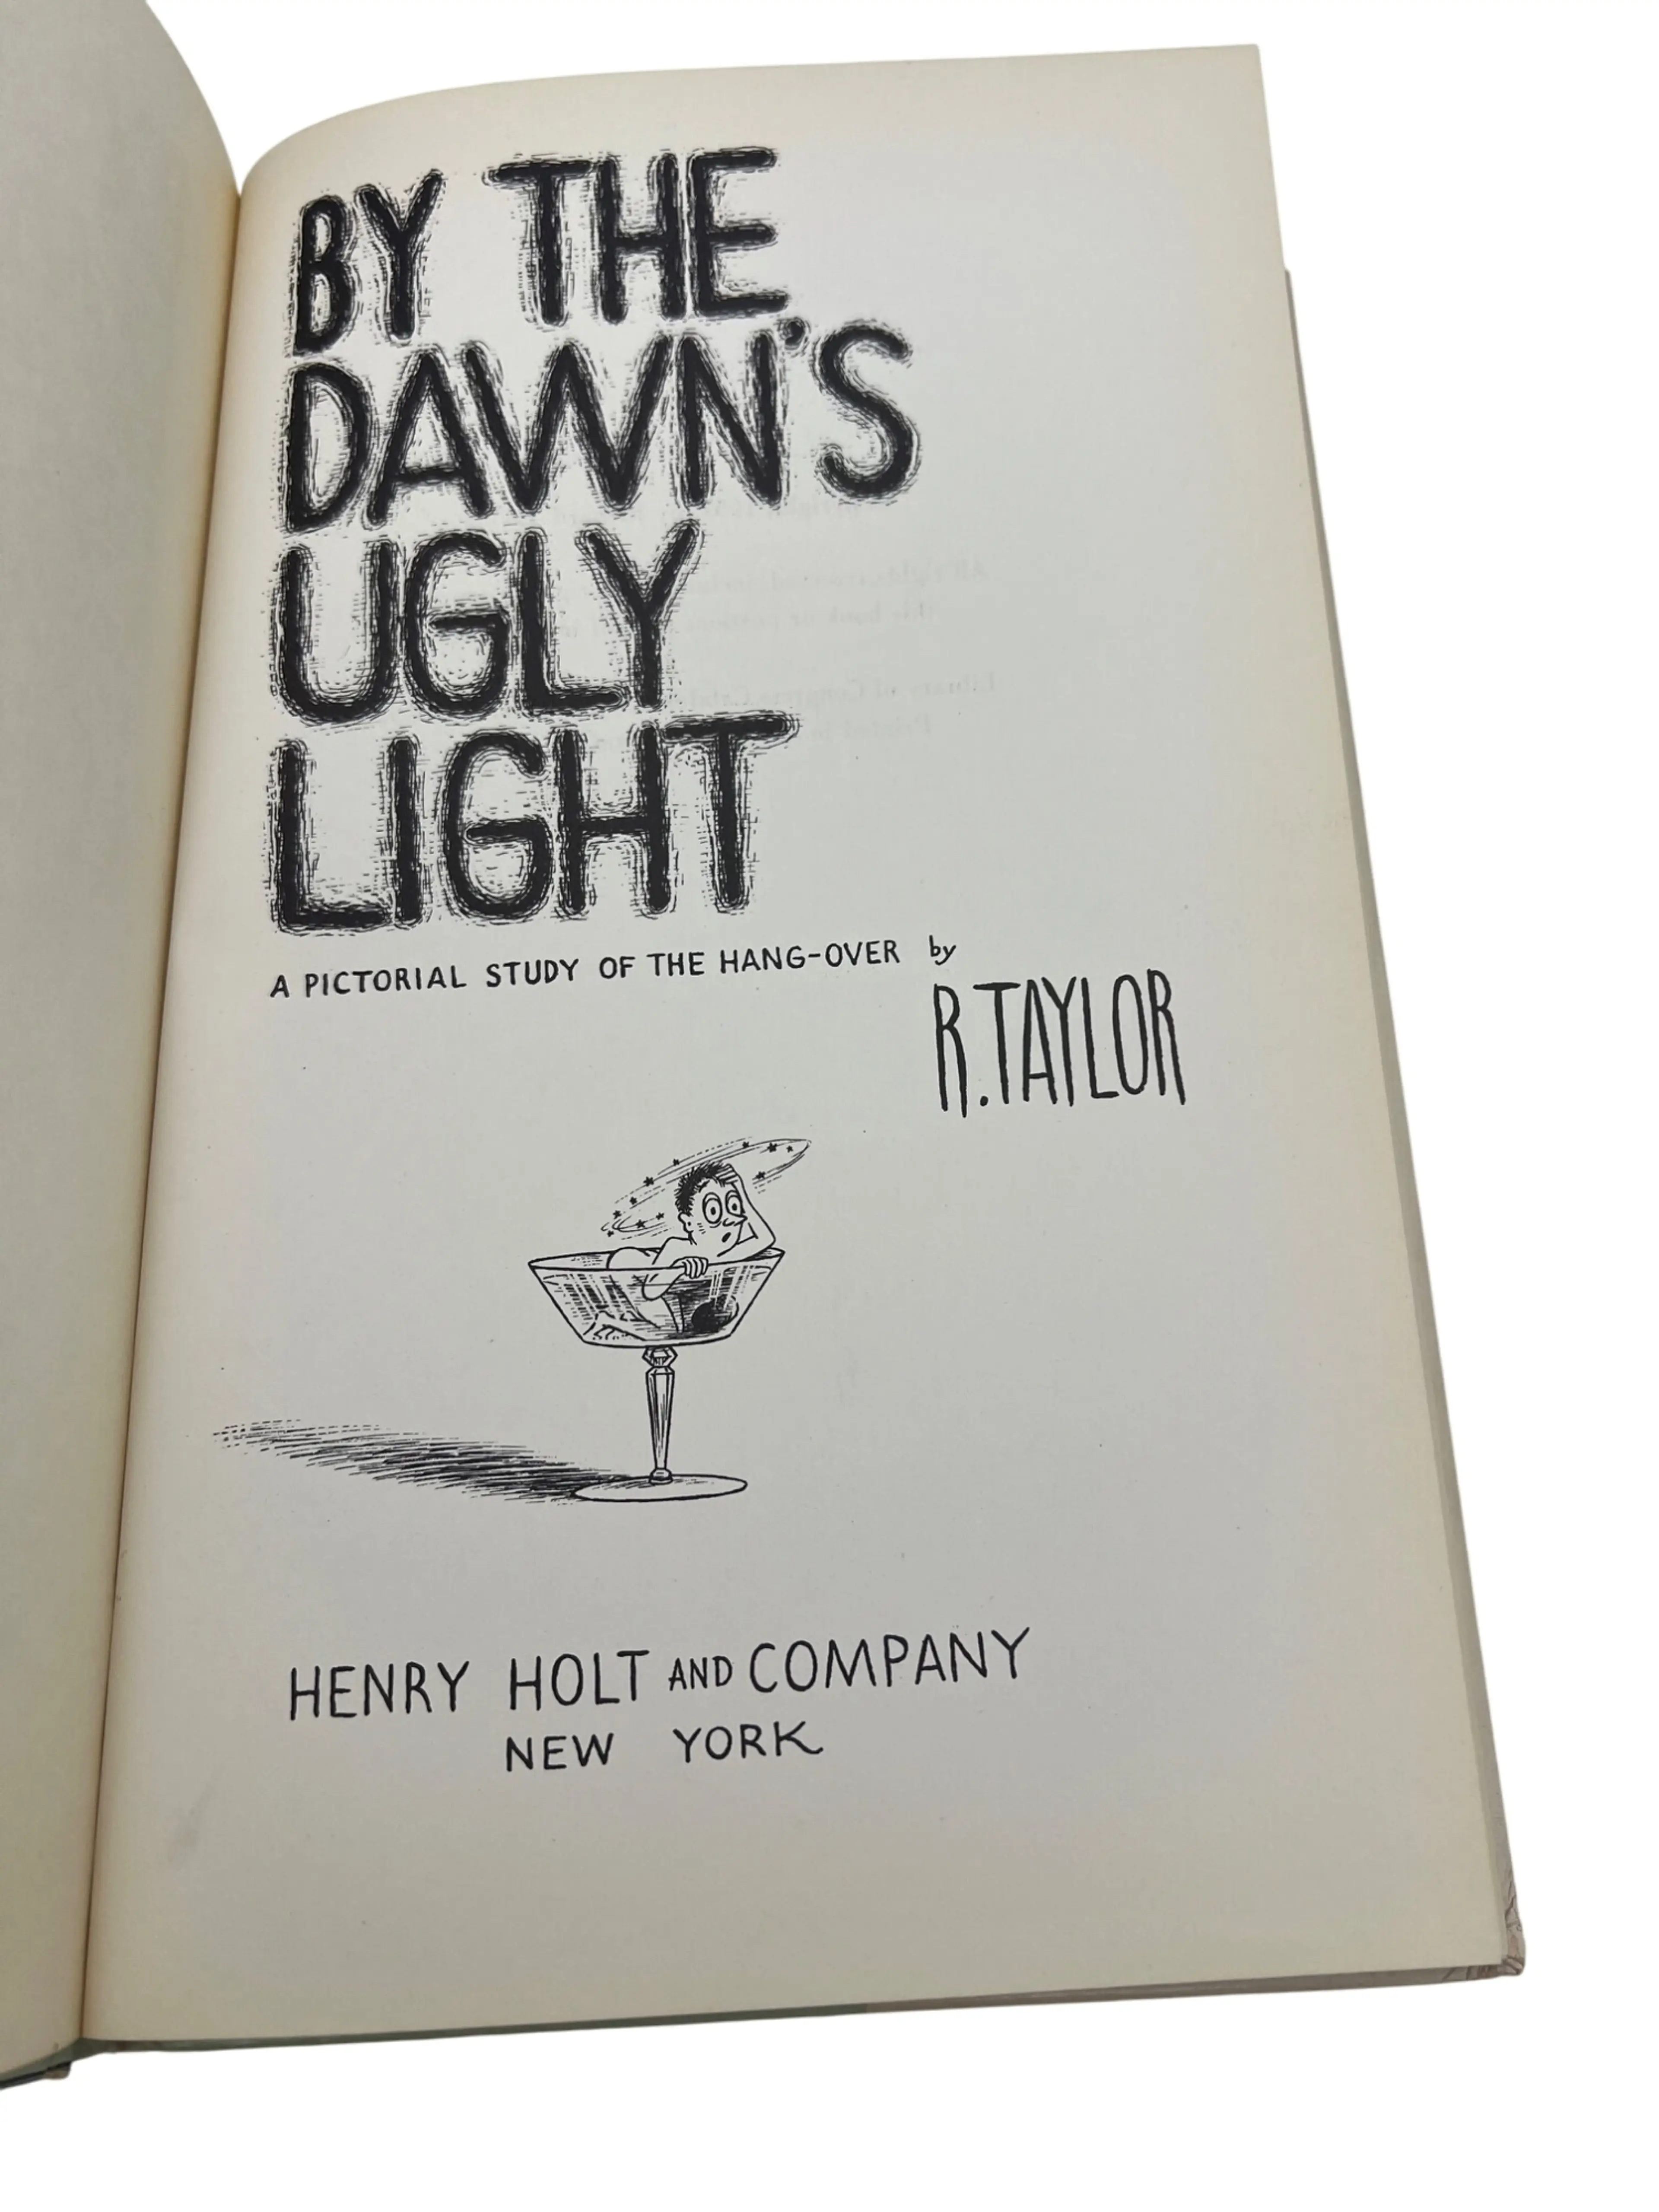 BY THE
DAWN'S
UGLY
LIGHT
A PICTORIAL STUDY OF THE HANG-OVER by
R.TAYLOR
HENRY HOLT AND COMPANY
NEW YORK